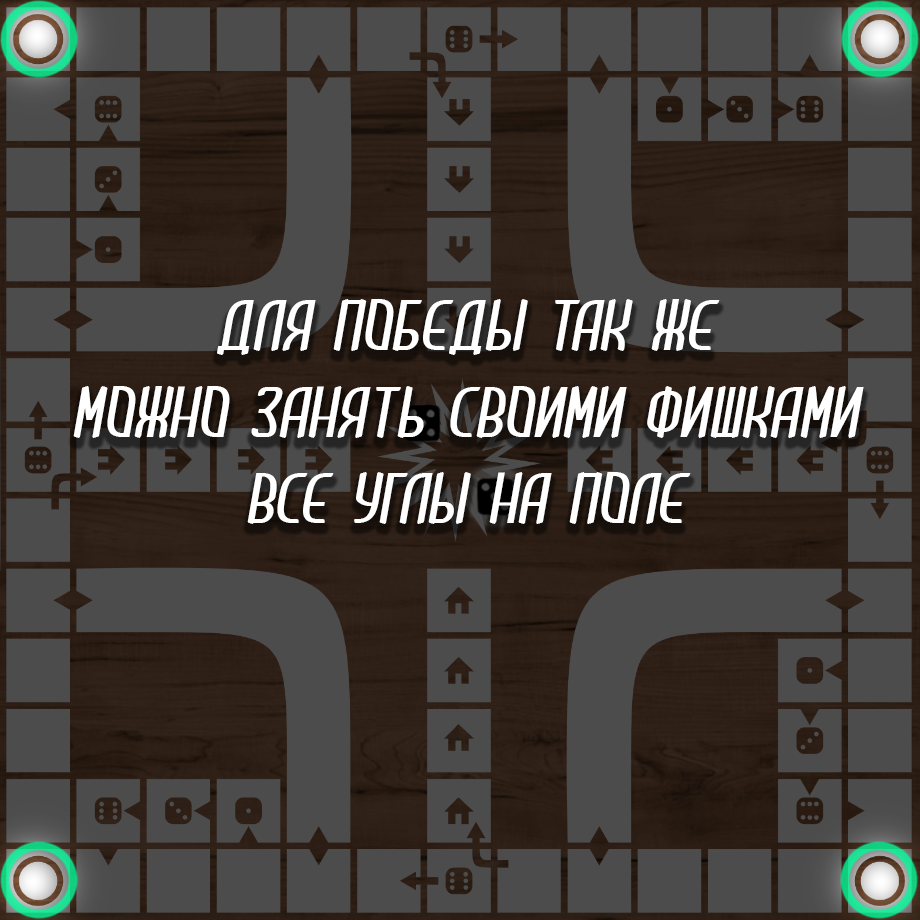 ДЛЯ ПОБЕДЫ ТАК ЖЕ
МОЖНО ЗАНЯТЬ СВОИМИ ФИШКАМИ
ВСЕ УГЛЫ НА ПОЛЕ